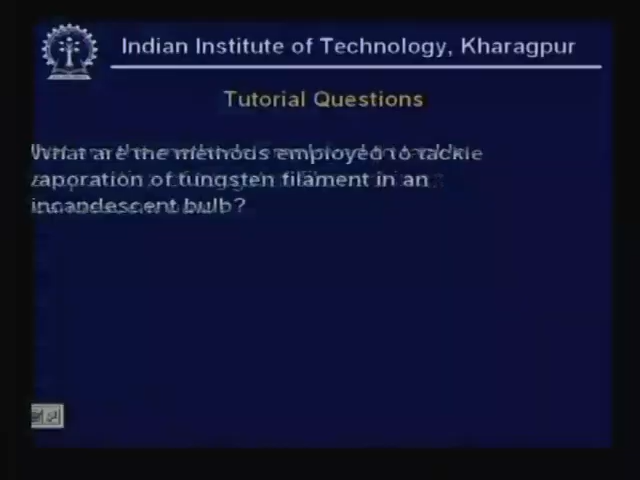 Indian Institute of Technology, Kharagpur
Tutorial Questions
What are the methods employed to tackle
zaporation of tungsten filament in an
incandescent bulb?